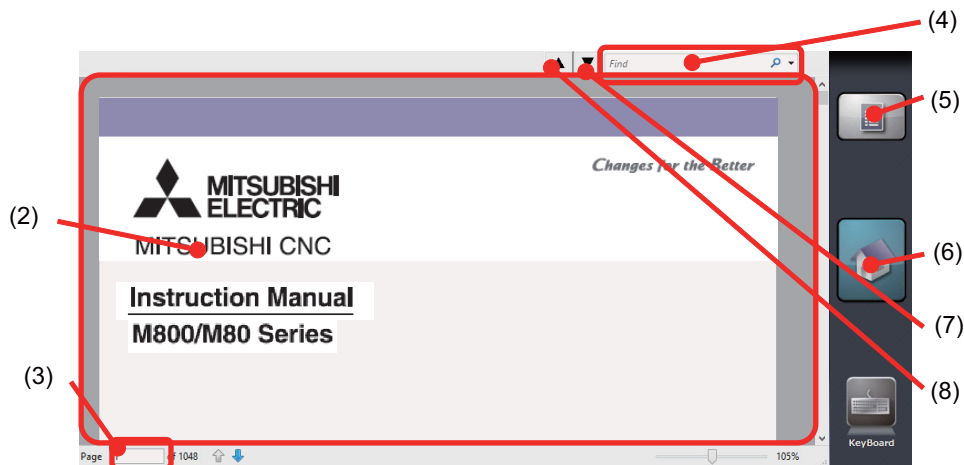 (4)
Find
(5)
Changes for the Better
MITSUBISHI
ELECTRIC
(2)
MITSUBISHI CNC
(6)
Instruction Manual
(7)
M800/M80 Series
(3)
(8)
KeyBoard
Page of 1048 105%